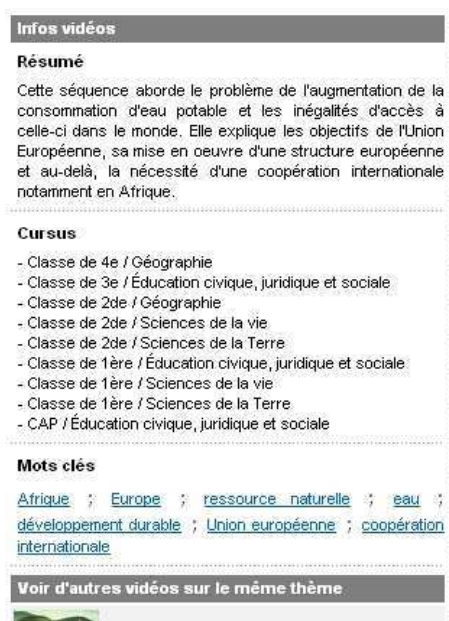 Infos vidéos
Résumé
Cette séquence aborde le problème de l'augmentation de la
consommation d'eau potable et les inégalités d'accès à
celle-ci dans le monde. Elle explique les objectifs de l'Union
Européenne, sa mise en oeuvre d'une structure européenne
et au-delà, la nécessité d'une coopération internationale
notamment en Afrique.
Cursus
- Classe de 4e / Géographie
- Classe de 3e / Éducation civique, juridique et sociale
- Classe de 2de / Géographie
- Classe de 2de / Sciences de la vie
- Classe de 2de / Sciences de la Terre
- Classe de 1ère / Éducation civique, juridique et sociale
- Classe de 1ère / Sciences de la vie
- Classe de 1ère / Sciences de la Terre
- CAP / Éducation civique, juridique et sociale
Mots clés
Afrique ; Europe ; ressource naturelle ; eau ;
développement durable ; Union européenne ; coopération
internationale
Voir d'autres vidéos sur le même thème